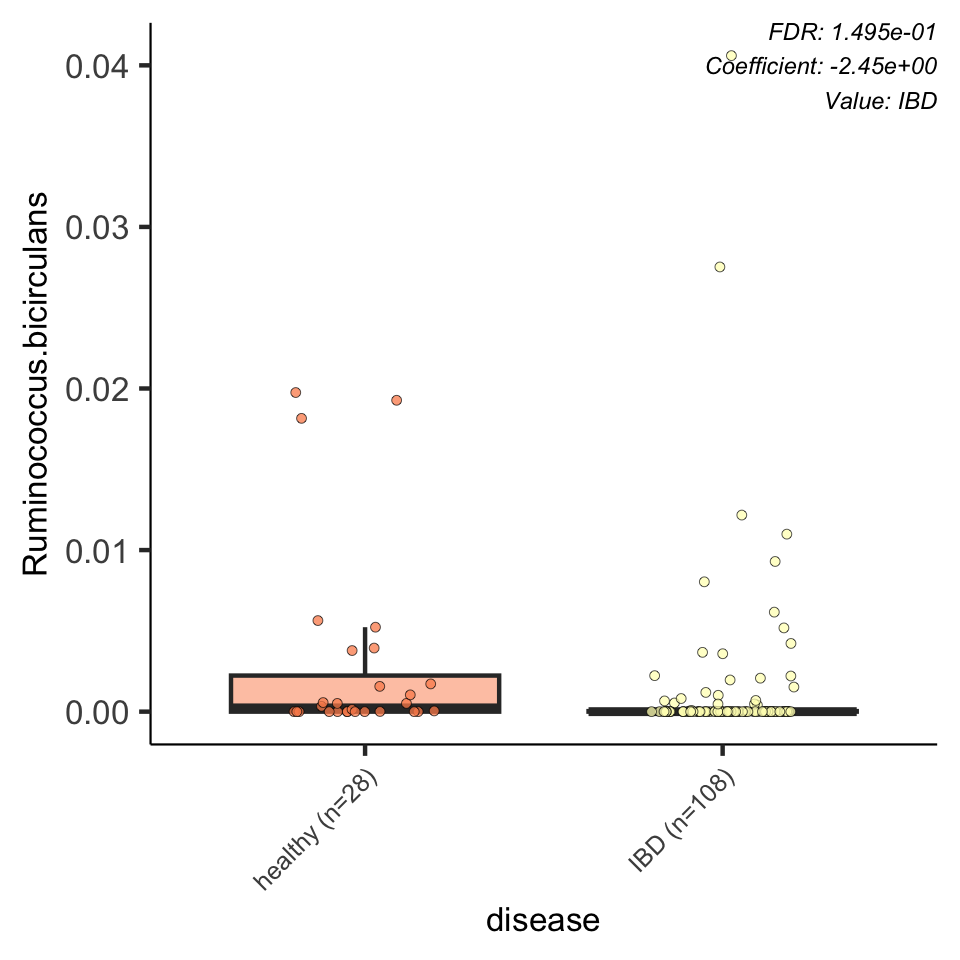 FDR: 1.495e-01
Coefficient: -2.45e+00
Value: IBD
Ruminococcus.bicirculans
0.04
0.03
0.02
0.01
0.00
healthy (n=28)
IBD (n=108)
disease